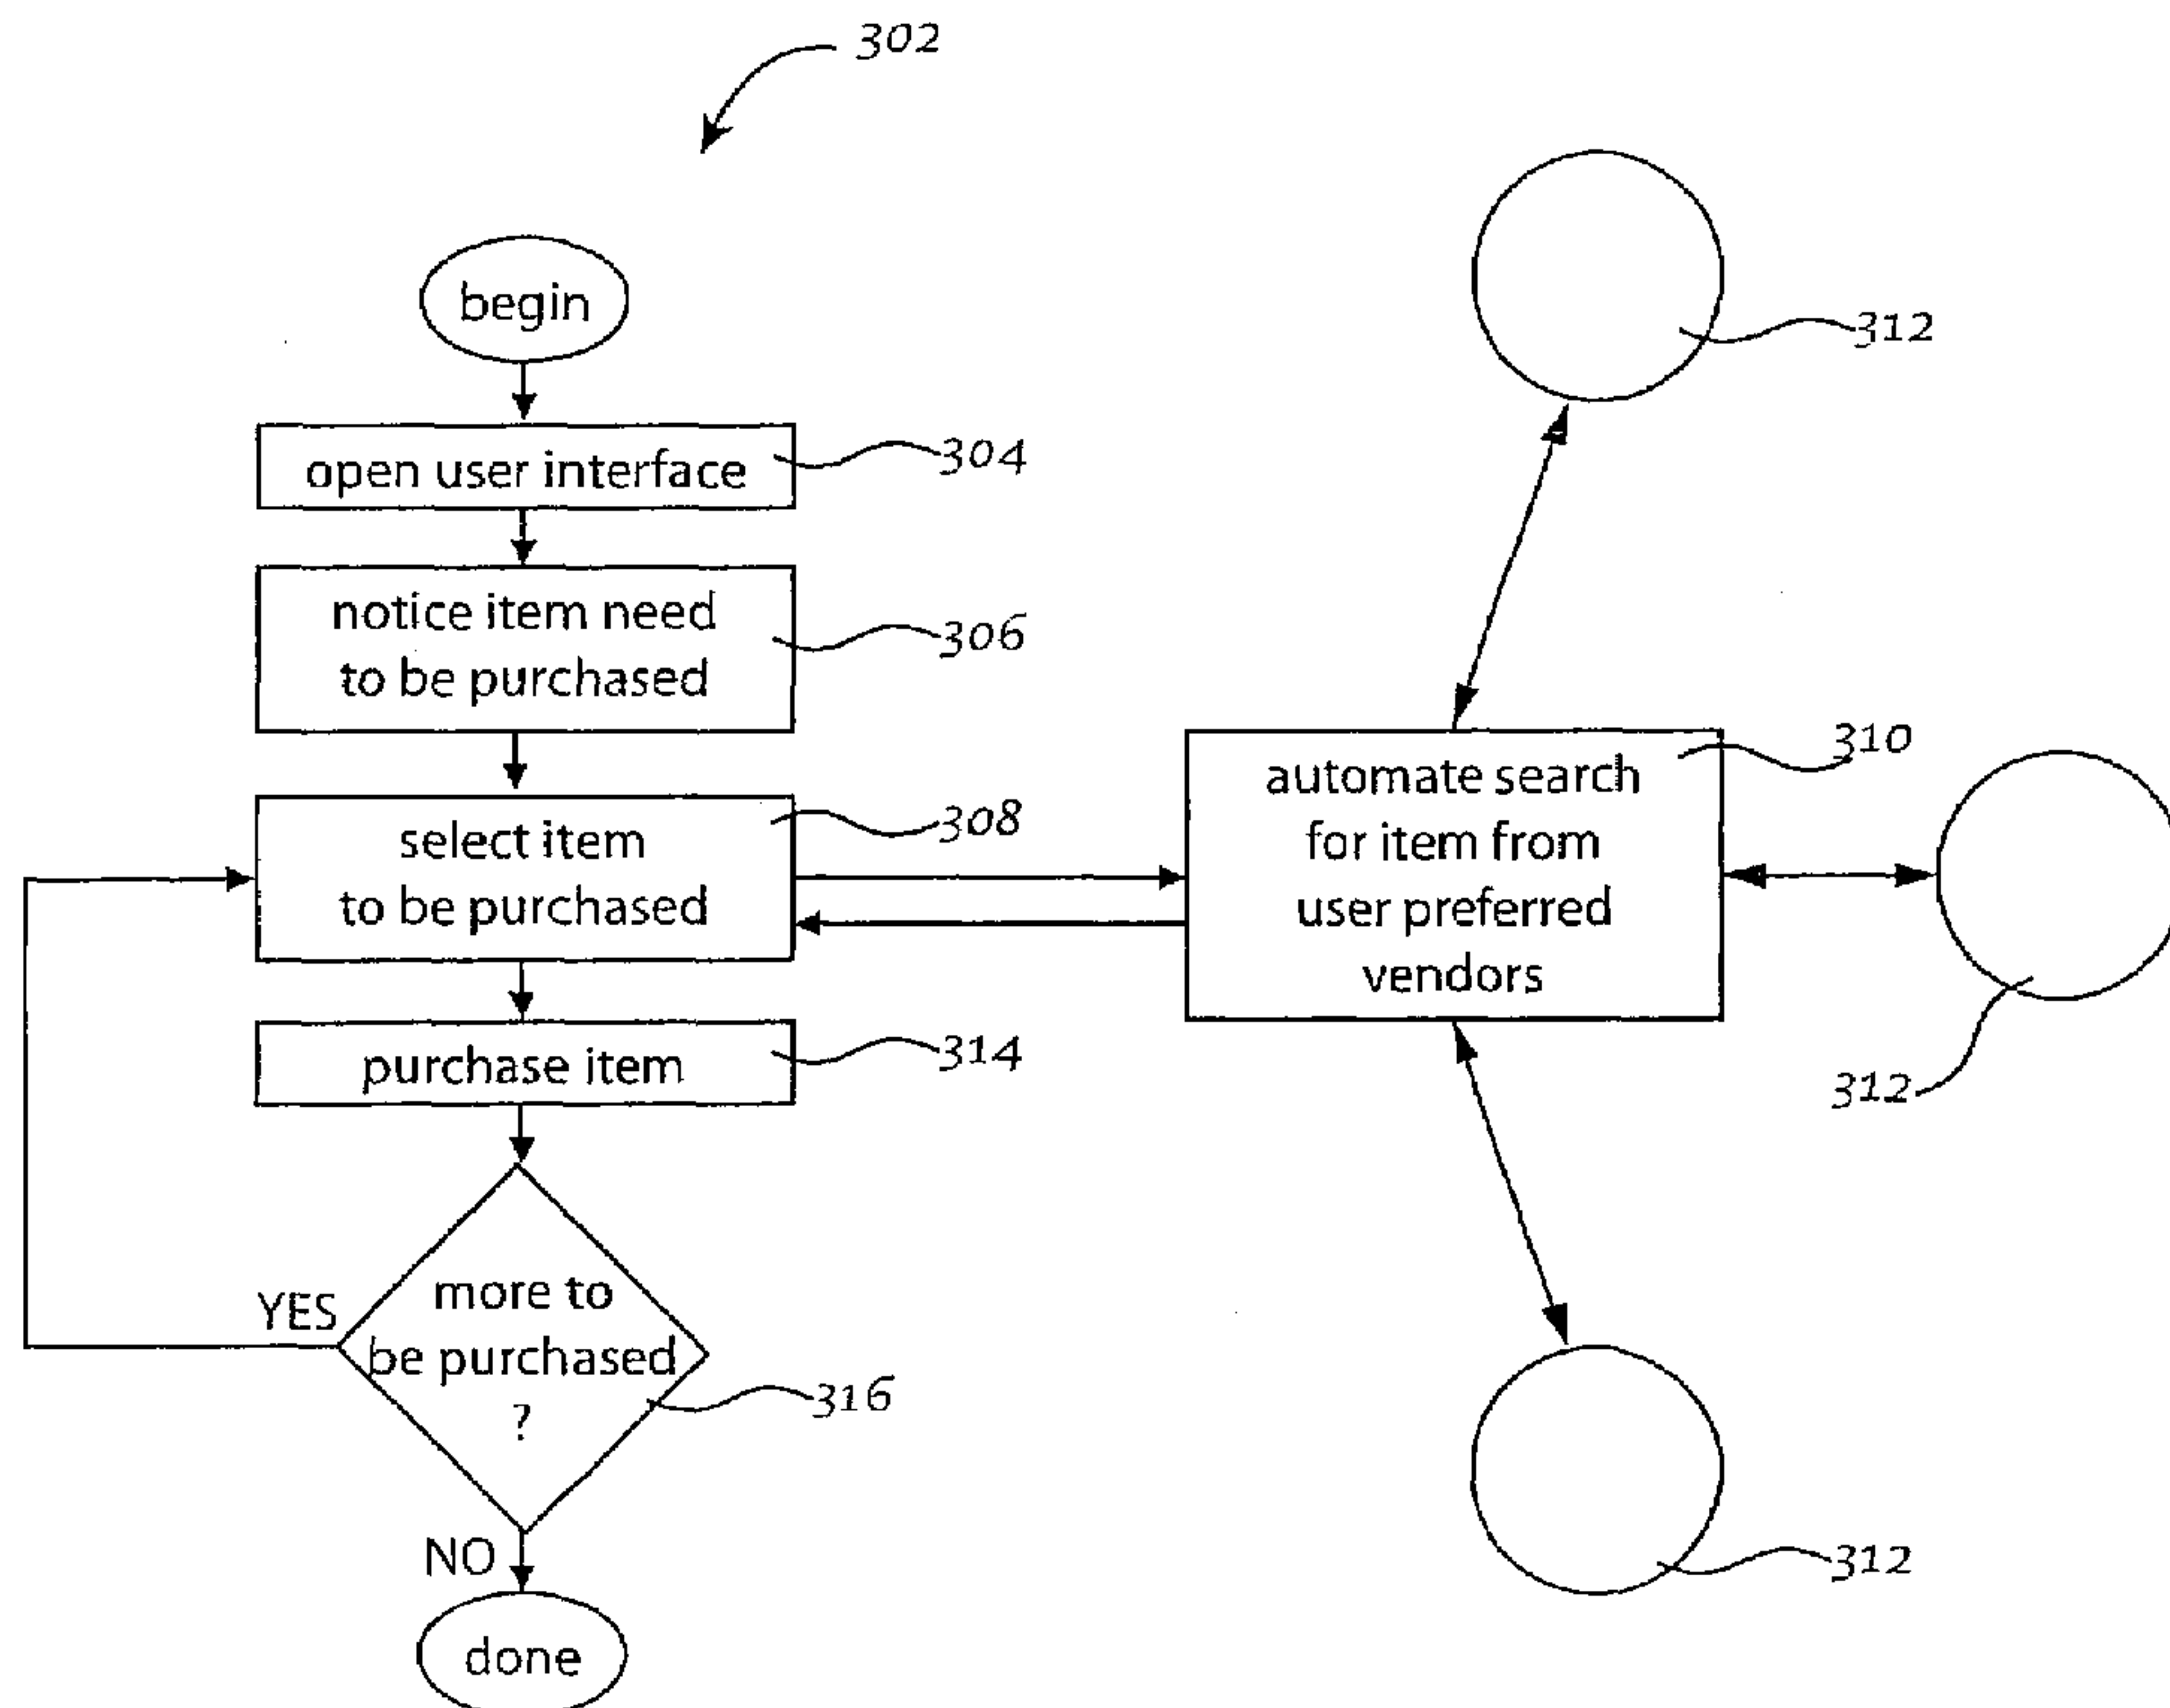 302
begin
open user interface
304
notice item need
to be purchased
306
select item
to be purchased
308
automate search
for item from
user preferred
vendors
310
312
312
312
purchase item
314
more to
be purchased
?
316
YES
NO
done